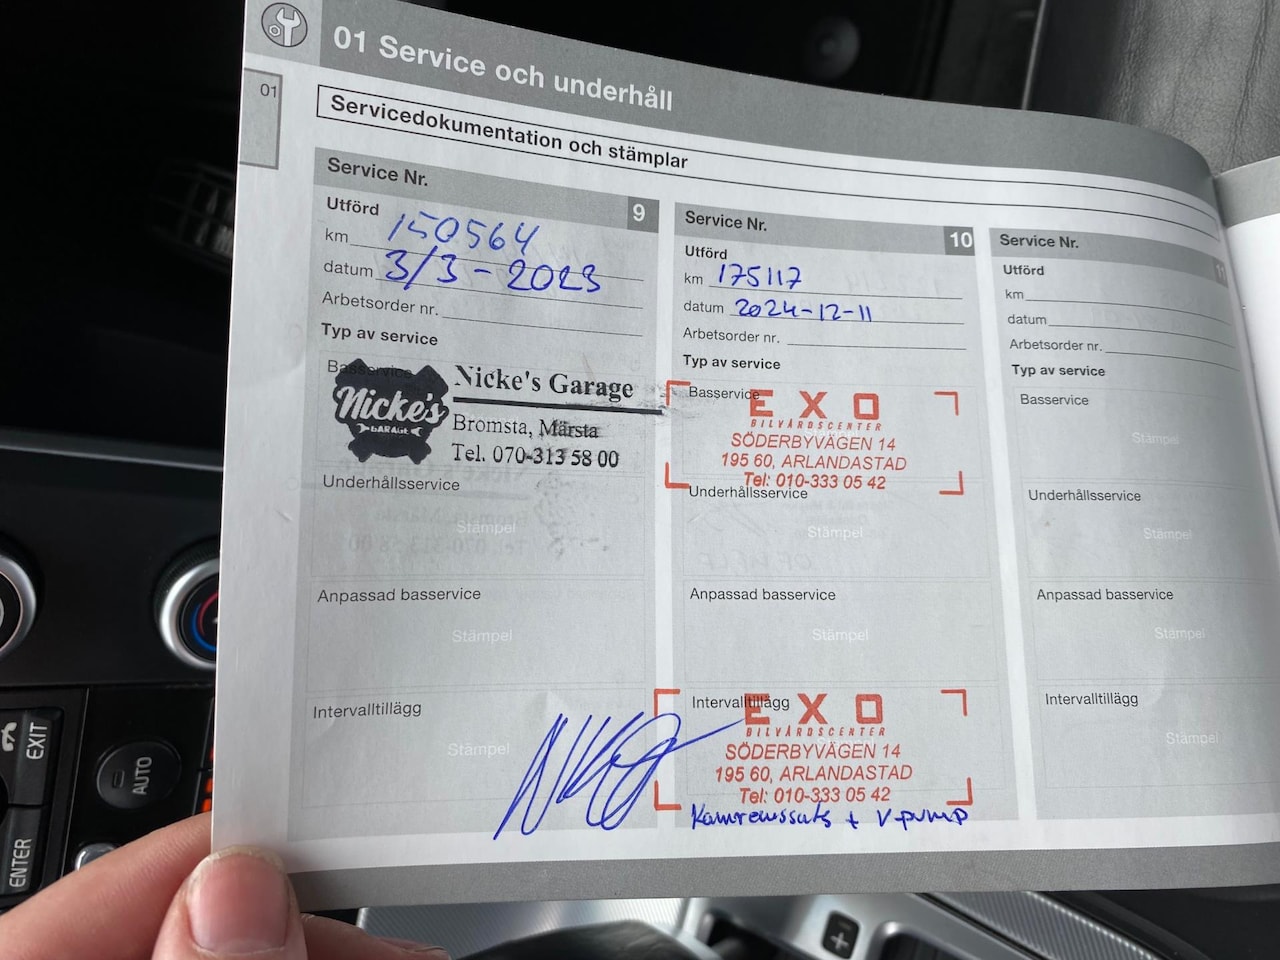 01 Service och underhåll
01
Servicedokumentation och stämplar
Service Nr.
9
Utförd
km 150564
datum 3/3-2023
Arbetsorder nr.
Typ av service
Basservice
Nicke's
GARAGE
Nicke's Garage
Bromsta, Märsta
Tel. 070-313 58 00
Underhållsservice
Stämpel
Anpassad basservice
Stämpel
Intervalltillägg
Stämpel
Service Nr.
10
Utförd
km 175117
datum 2024-12-11
Arbetsorder nr.
Typ av service
Basservice
EXO
BILVÅRDSCENTER
SÖDERBYVÄGEN 14
195 60, ARLANDASTAD
Tel: 010-333 05 42
Underhållsservice
Stämpel
Anpassad basservice
Stämpel
Intervalltillägg
EXO
BILVÅRDSCENTER
SÖDERBYVÄGEN 14
195 60, ARLANDASTAD
Tel: 010-333 05 42
Kamremssats + V-pump
Service Nr.
11
Utförd
km
datum
Arbetsorder nr.
Typ av service
Basservice
Stämpel
Underhållsservice
Stämpel
Anpassad basservice
Stämpel
Intervalltillägg
Stämpel
EXIT
AUTO
ENTER